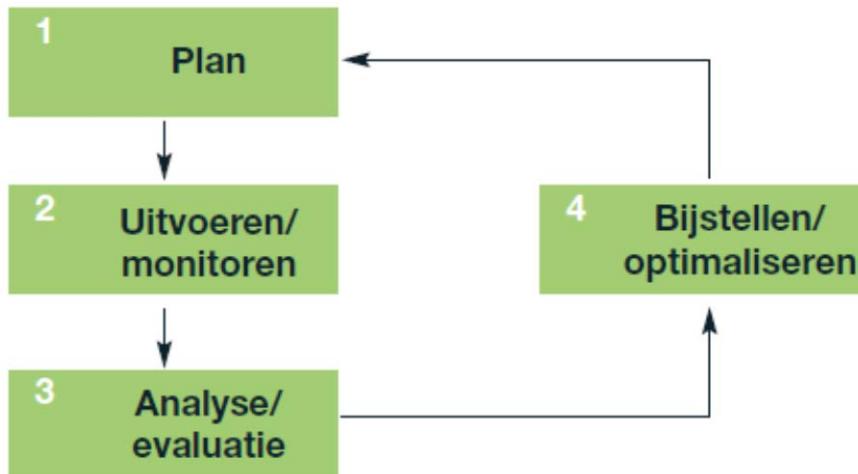 1
Plan
2
Uitvoeren/
monitoren
3
Analyse/
evaluatie
4
Bijstellen/
optimaliseren